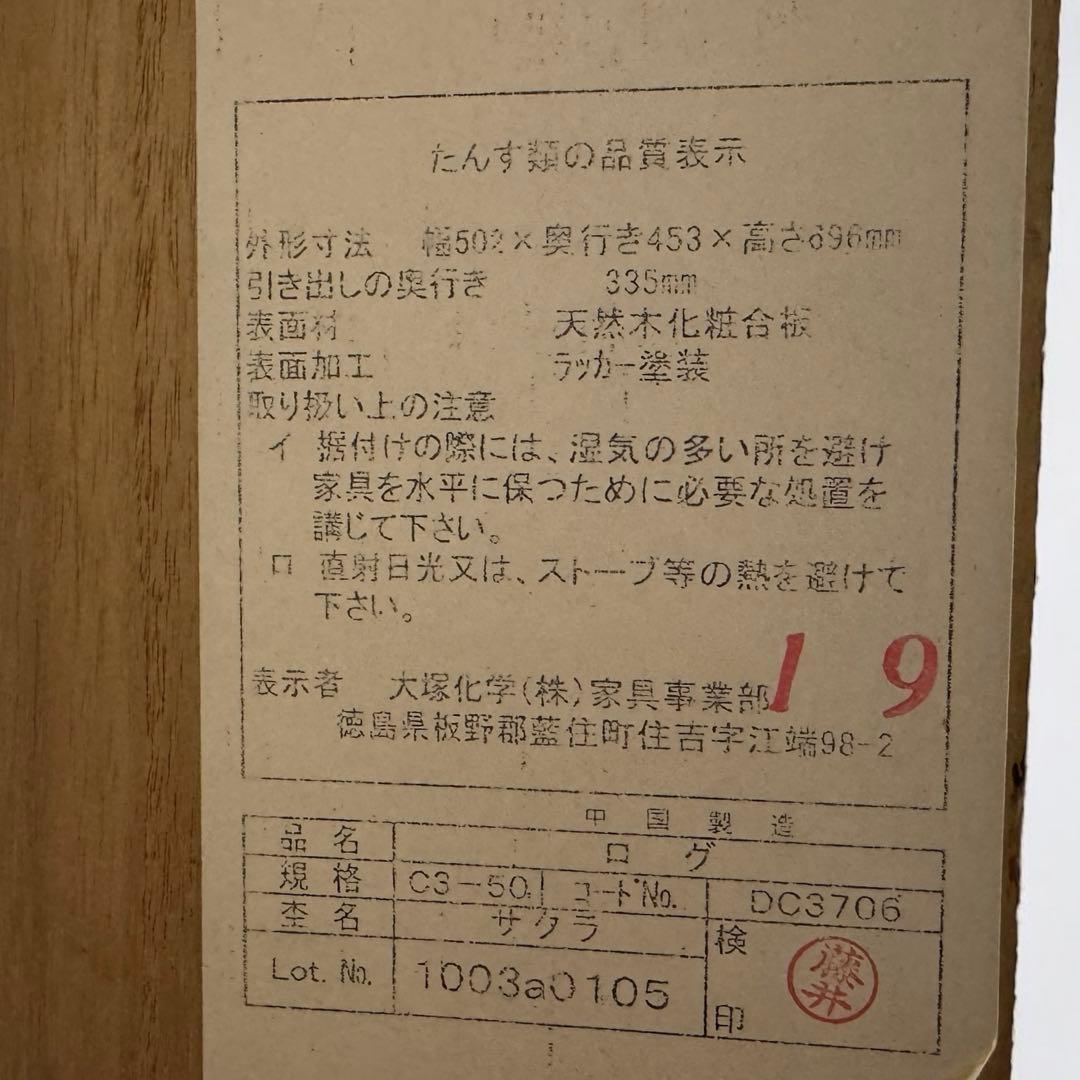 たんす類の品質表示
外形寸法 幅502×奥行き453×高さ696mm
引き出しの奥行き 335mm
表面材 天然木化粧合板
表面加工 ラッカー塗装
取り扱い上の注意
イ 据付けの際には、湿気の多い所を避け
家具を水平に保つために必要な処置を
講じて下さい。
ロ 直射日光又は、ストーブ等の熱を避けて
下さい。
19
表示者 大塚化学(株)家具事業部
徳島県板野郡藍住町住吉字江端98-2
中国製造
品名 ログ
規格 C3-50 コードNo. DC3706
杢名 サクラ
Lot. No. 1003a0105
検印 藤井